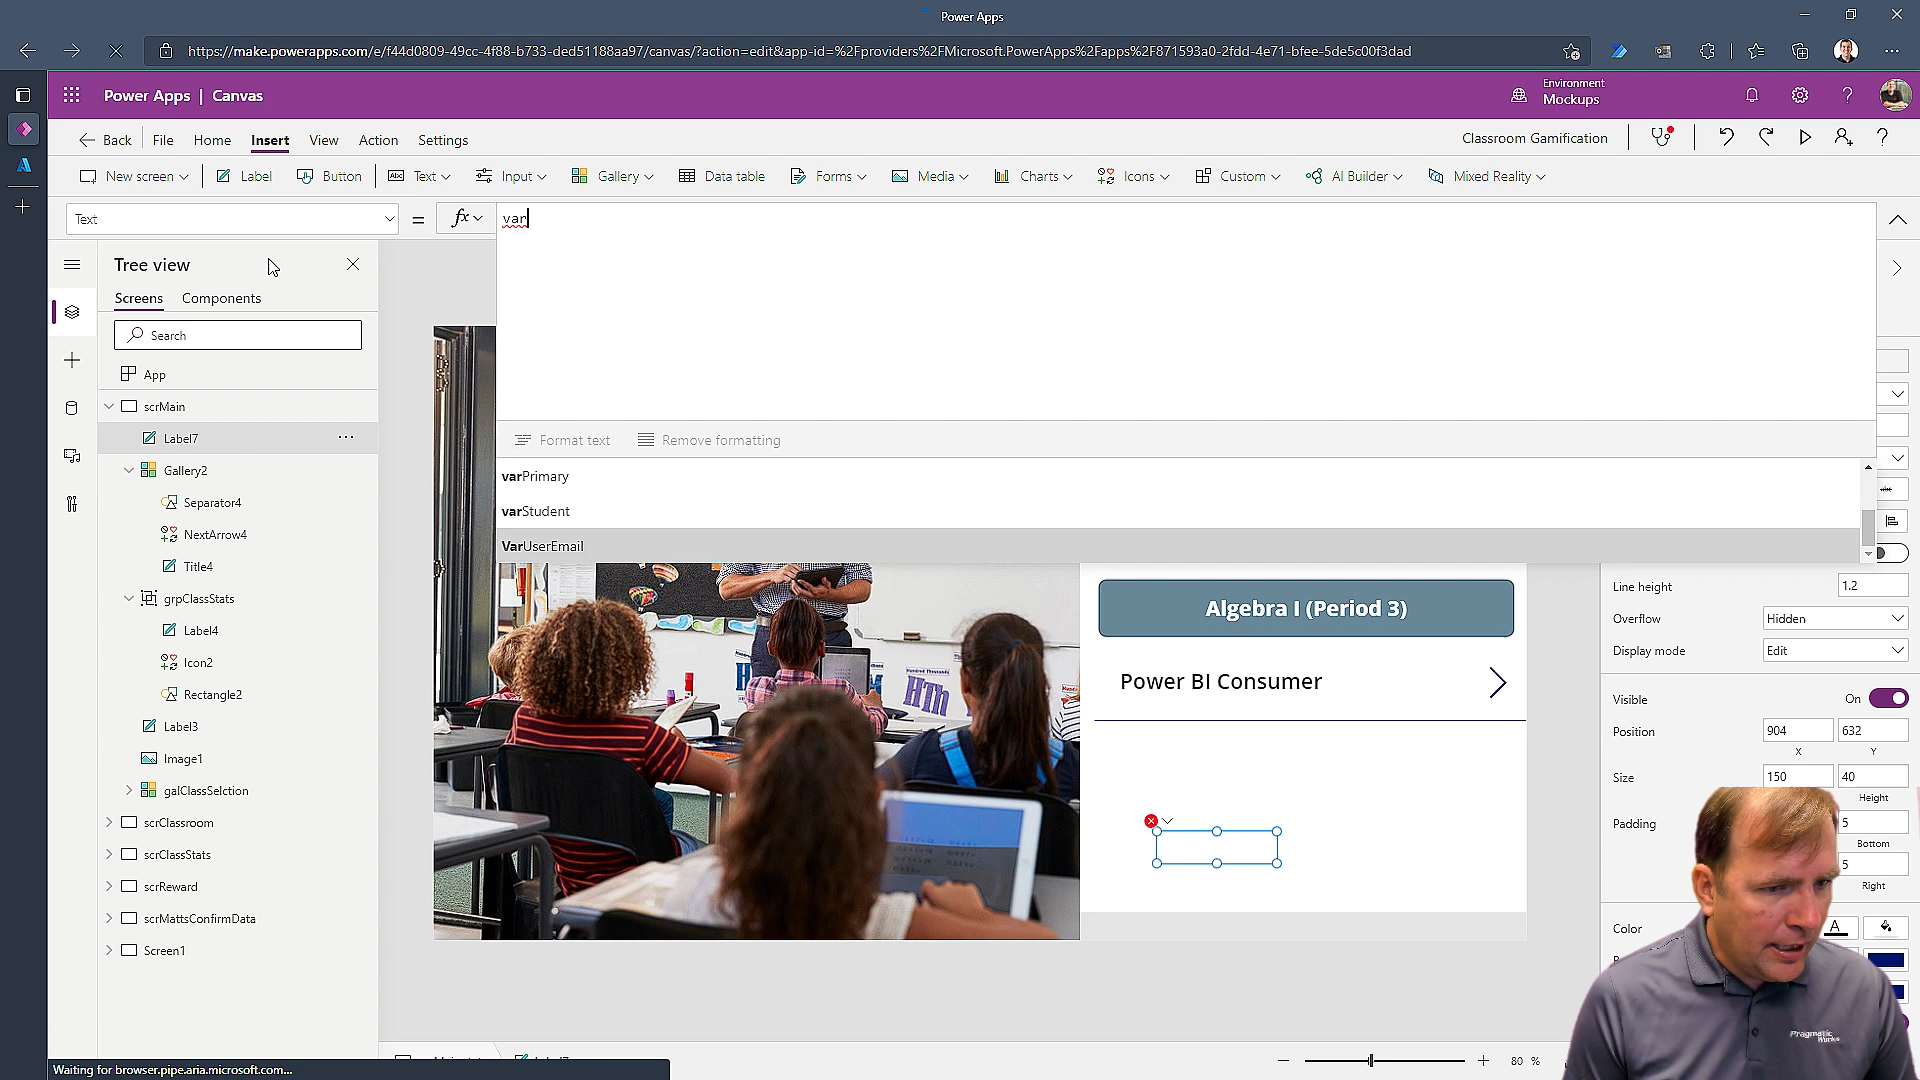 Power Apps
https://make.powerapps.com/e/f44d0809-49cc-4f88-b733-ded51188aa97/canvas/?action=edit&app-id=%2Fproviders%2FMicrosoft.PowerApps%2Fapps%2F871593a0-2fdd-4e71-bfee-5de5c00f3dad
Power Apps | Canvas
Environment
Mockups
Back File Home Insert View Action Settings
Classroom Gamification
New screen Label Button Text Input Gallery Data table Forms Media Charts Icons Custom AI Builder Mixed Reality
Text = fx var
Tree view
Screens Components
Search
App
scrMain
Label7
Gallery2
Separator4
NextArrow4
Title4
grpClassStats
Label4
Icon2
Rectangle2
Label3
Image1
galClassSelction
scrClassroom
scrClassStats
scrReward
scrMattsConfirmData
Screen1
Format text Remove formatting
varPrimary
varStudent
VarUserEmail
Algebra I (Period 3)
Power BI Consumer
HTh
Line height 1.2
Overflow Hidden
Display mode Edit
Visible On
Position 904 632
X Y
Size 150 40
Height
Padding 5
Bottom
5
Right
Color
Pragmatic
Works
80 %
Waiting for browser.pipe.aria.microsoft.com...